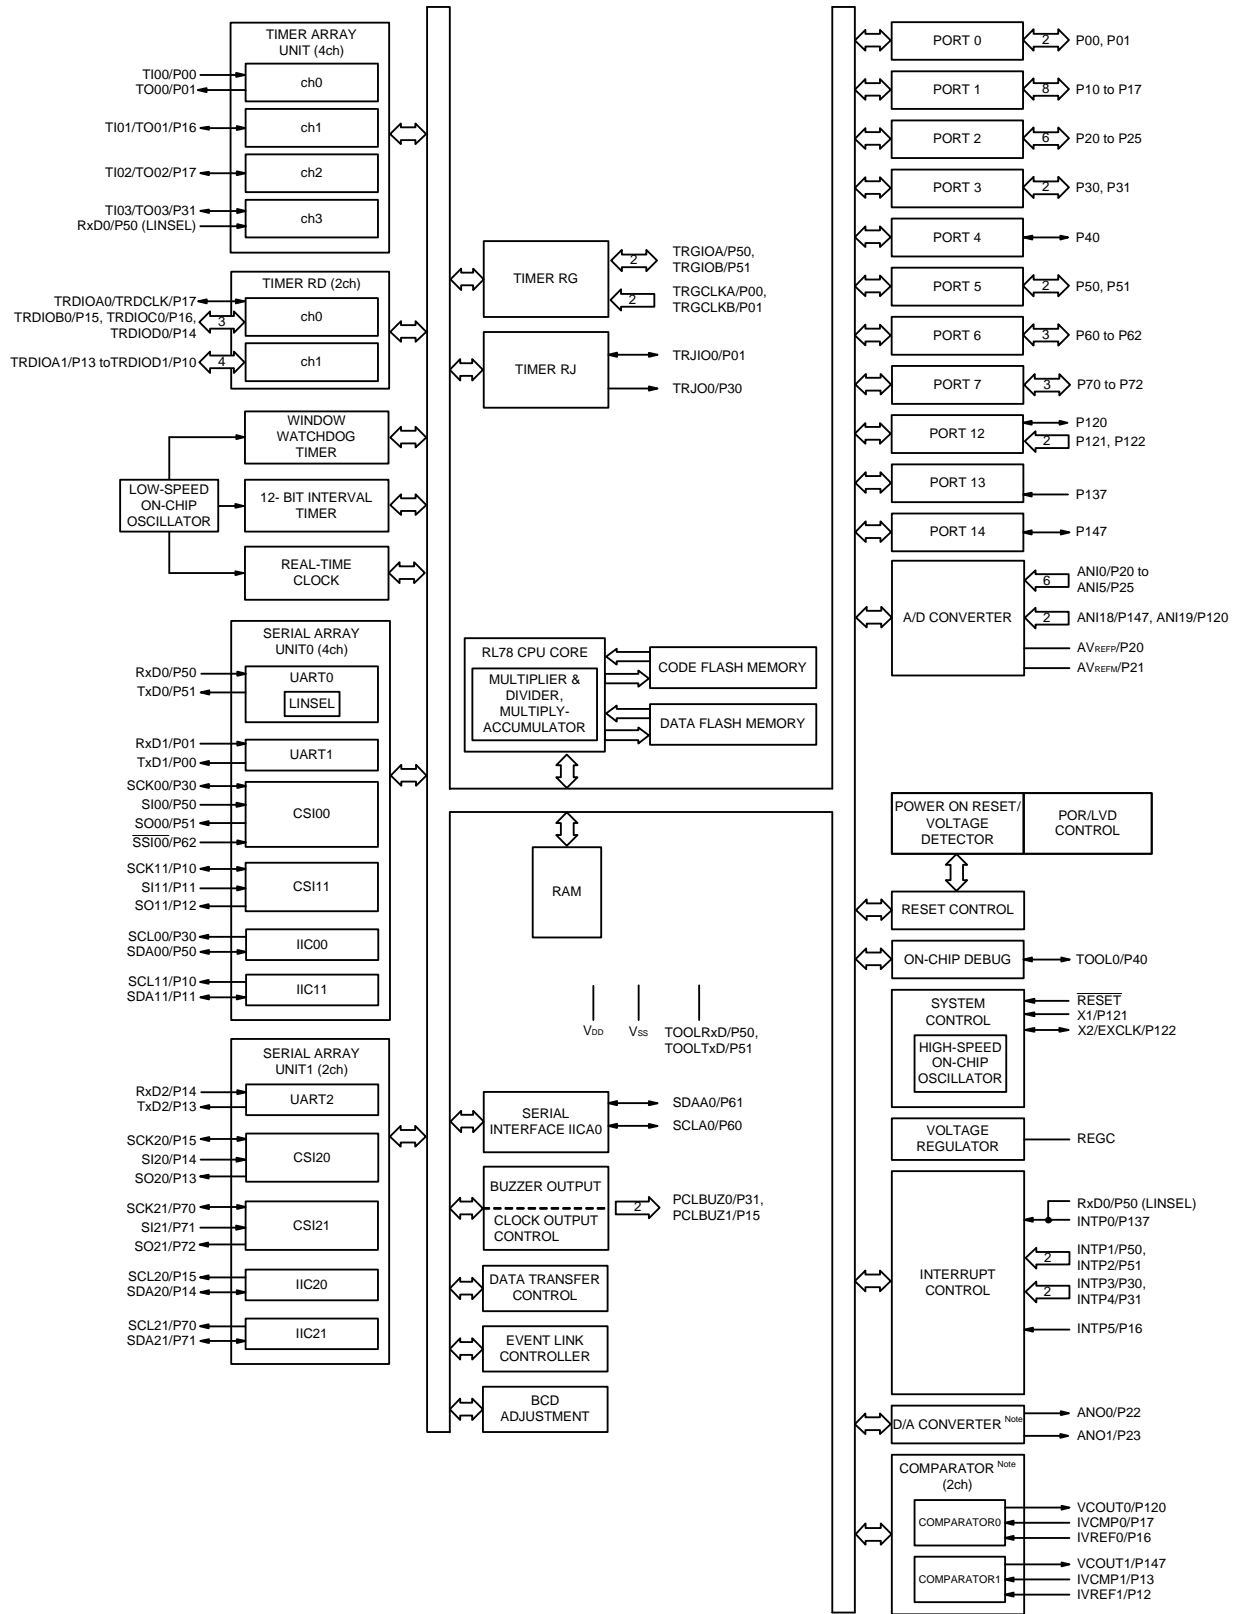 TIMER ARRAY
UNIT (4ch)
TI00/P00
TO00/P01
ch0
TI01/TO01/P16
ch1
TI02/TO02/P17
ch2
TI03/TO03/P31
RxD0/P50 (LINSEL)
ch3
TIMER RD (2ch)
TRDIOA0/TRDCLK/P17
TRDIOB0/P15, TRDIOC0/P16,
TRDIOD0/P14
3
ch0
TRDIOA1/P13 toTRDIOD1/P10
4
ch1
WINDOW
WATCHDOG
TIMER
LOW-SPEED
ON-CHIP
OSCILLATOR
12- BIT INTERVAL
TIMER
REAL-TIME
CLOCK
SERIAL ARRAY
UNIT0 (4ch)
RxD0/P50
TxD0/P51
UART0
LINSEL
RxD1/P01
TxD1/P00
UART1
SCK00/P30
SI00/P50
SO00/P51
SSI00/P62
CSI00
SCK11/P10
SI11/P11
SO11/P12
CSI11
SCL00/P30
SDA00/P50
IIC00
SCL11/P10
SDA11/P11
IIC11
SERIAL ARRAY
UNIT1 (2ch)
RxD2/P14
TxD2/P13
UART2
SCK20/P15
SI20/P14
SO20/P13
CSI20
SCK21/P70
SI21/P71
SO21/P72
CSI21
SCL20/P15
SDA20/P14
IIC20
SCL21/P70
SDA21/P71
IIC21
TIMER RG
2
TRGIOA/P50,
TRGIOB/P51
2
TRGCLKA/P00,
TRGCLKB/P01
TIMER RJ
TRJIO0/P01
TRJO0/P30
RL78 CPU CORE
MULTIPLIER &
DIVIDER,
MULTIPLY-
ACCUMULATOR
CODE FLASH MEMORY
DATA FLASH MEMORY
RAM
VDD
VSS
TOOLRxD/P50,
TOOLTxD/P51
SERIAL
INTERFACE IICA0
SDAA0/P61
SCLA0/P60
BUZZER OUTPUT
CLOCK OUTPUT
CONTROL
2
PCLBUZ0/P31,
PCLBUZ1/P15
DATA TRANSFER
CONTROL
EVENT LINK
CONTROLLER
BCD
ADJUSTMENT
PORT 0
2
P00, P01
PORT 1
8
P10 to P17
PORT 2
6
P20 to P25
PORT 3
2
P30, P31
PORT 4
P40
PORT 5
2
P50, P51
PORT 6
3
P60 to P62
PORT 7
3
P70 to P72
PORT 12
P120
2
P121, P122
PORT 13
P137
PORT 14
P147
A/D CONVERTER
6
ANI0/P20 to
ANI5/P25
2
ANI18/P147, ANI19/P120
AVREFP/P20
AVREFM/P21
POWER ON RESET/
VOLTAGE
DETECTOR
POR/LVD
CONTROL
RESET CONTROL
ON-CHIP DEBUG
TOOL0/P40
SYSTEM
CONTROL
HIGH-SPEED
ON-CHIP
OSCILLATOR
RESET
X1/P121
X2/EXCLK/P122
VOLTAGE
REGULATOR
REGC
INTERRUPT
CONTROL
RxD0/P50 (LINSEL)
INTP0/P137
2
INTP1/P50,
INTP2/P51
2
INTP3/P30,
INTP4/P31
INTP5/P16
D/A CONVERTER Note
ANO0/P22
ANO1/P23
COMPARATOR Note
(2ch)
COMPARATOR0
VCOUT0/P120
IVCMP0/P17
IVREF0/P16
COMPARATOR1
VCOUT1/P147
IVCMP1/P13
IVREF1/P12